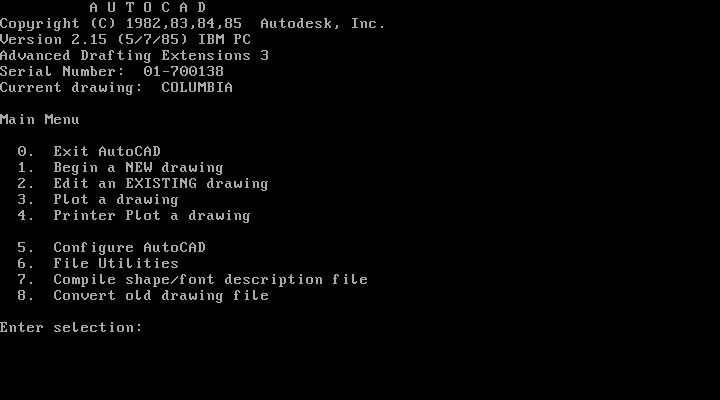 A U T O C A D
Copyright (C) 1982,83,84,85  Autodesk, Inc.
Version 2.15 (5/7/85) IBM PC
Advanced Drafting Extensions 3
Serial Number:  01-700138
Current drawing:  COLUMBIA
Main Menu
0.  Exit AutoCAD
1.  Begin a NEW drawing
2.  Edit an EXISTING drawing
3.  Plot a drawing
4.  Printer Plot a drawing
5.  Configure AutoCAD
6.  File Utilities
7.  Compile shape/font description file
8.  Convert old drawing file
Enter selection: